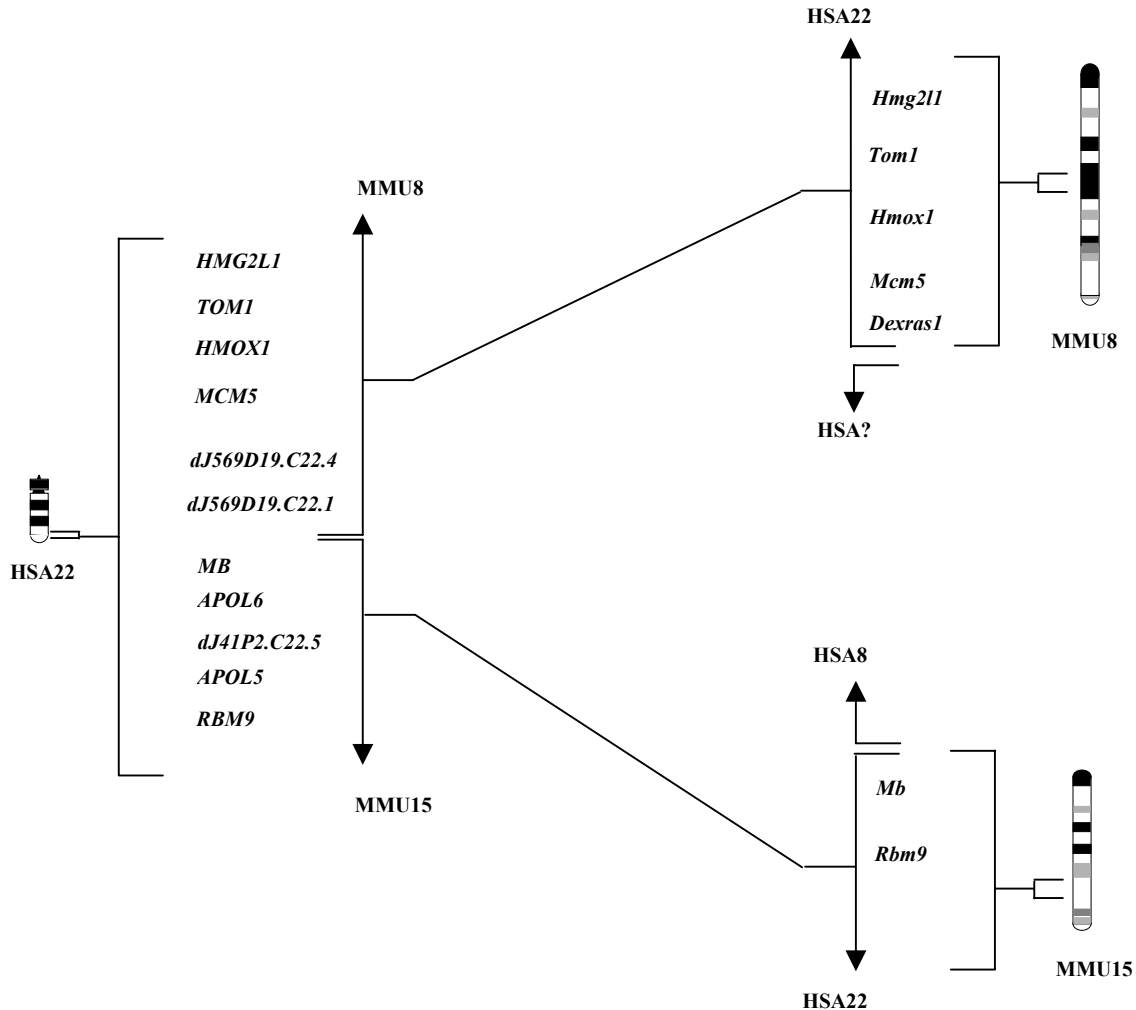 HSA22
HMG2L1
TOM1
HMOX1
MCM5
dJ569D19.C22.4
dJ569D19.C22.1
MB
APOL6
dJ41P2.C22.5
APOL5
RBM9
MMU8
MMU15
HSA22
Hmg2l1
Tom1
Hmox1
Mcm5
Dexras1
HSA?
MMU8
HSA8
Mb
Rbm9
HSA22
MMU15